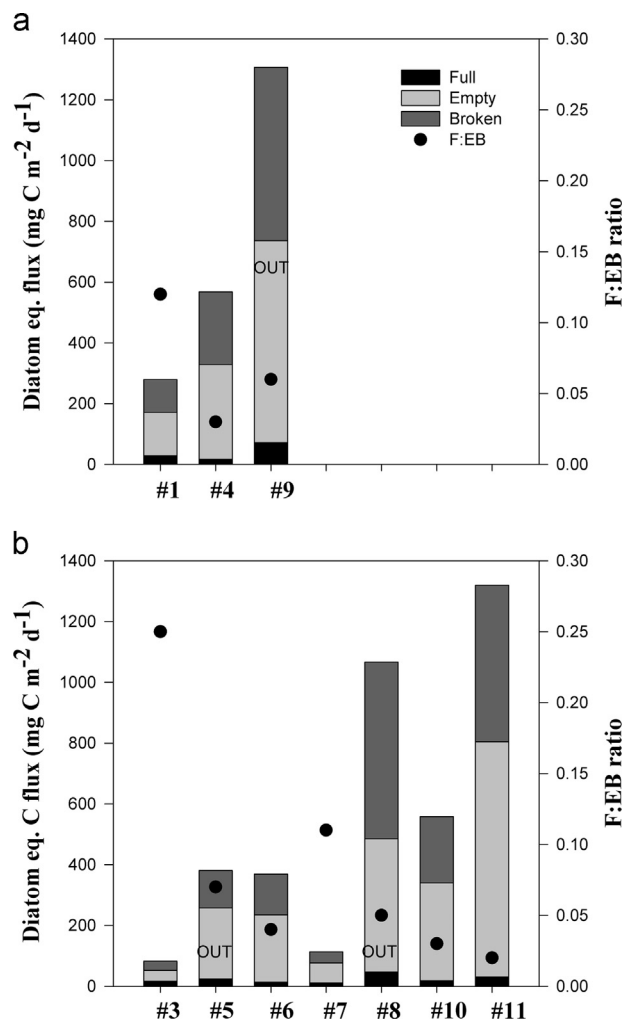 a
1400
1200
1000
800
600
400
200
0
Diatom eq. flux (mg C m⁻² d⁻¹)
Full
Empty
Broken
F:EB
OUT
0.30
0.25
0.20
0.15
0.10
0.05
0.00
F:EB ratio
#1 #4 #9
b
1400
1200
1000
800
600
400
200
0
Diatom eq. C flux (mg C m⁻² d⁻¹)
OUT OUT
0.30
0.25
0.20
0.15
0.10
0.05
0.00
F:EB ratio
#3 #5 #6 #7 #8 #10 #11